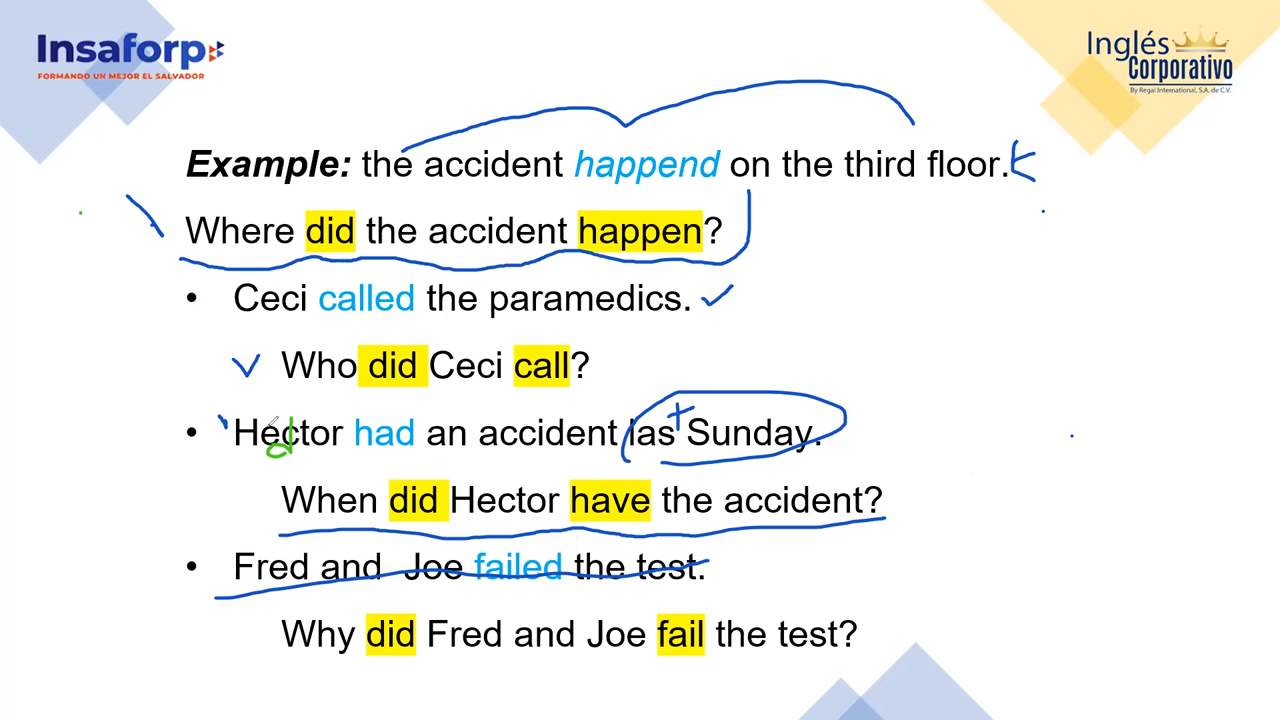 Insaforp
FORMANDO UN MEJOR EL SALVADOR
Inglés
Corporativo
By Regal International, S.A. de C.V.
Example: the accident happend on the third floor.
Where did the accident happen?
• Ceci called the paramedics.
Who did Ceci call?
• Hector had an accident last Sunday.
When did Hector have the accident?
• Fred and Joe failed the test.
Why did Fred and Joe fail the test?